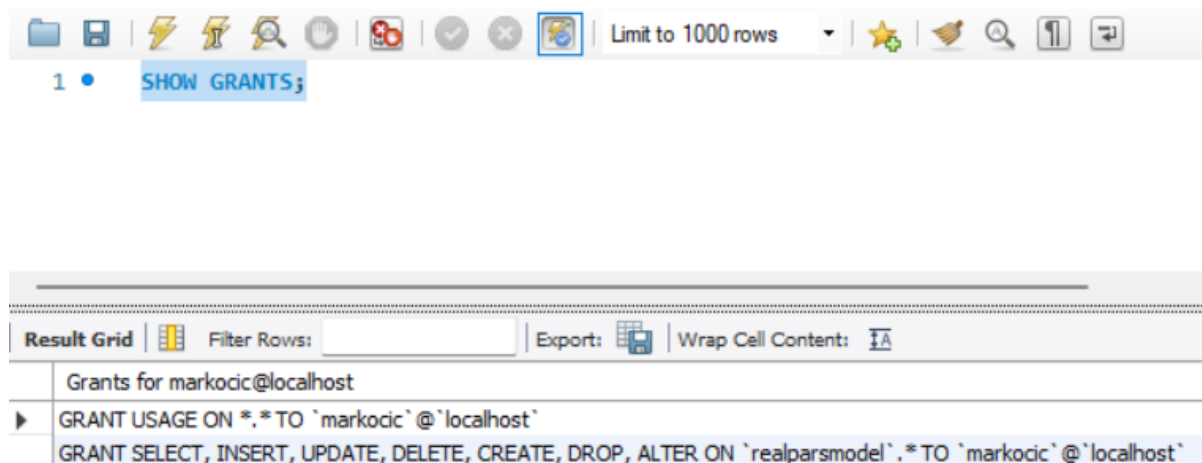 Limit to 1000 rows
1 SHOW GRANTS;
Result Grid Filter Rows: Export: Wrap Cell Content: IA
Grants for markocic@localhost
GRANT USAGE ON *.* TO `markocic`@`localhost`
GRANT SELECT, INSERT, UPDATE, DELETE, CREATE, DROP, ALTER ON `realparsmodel`.* TO `markocic`@`localhost`